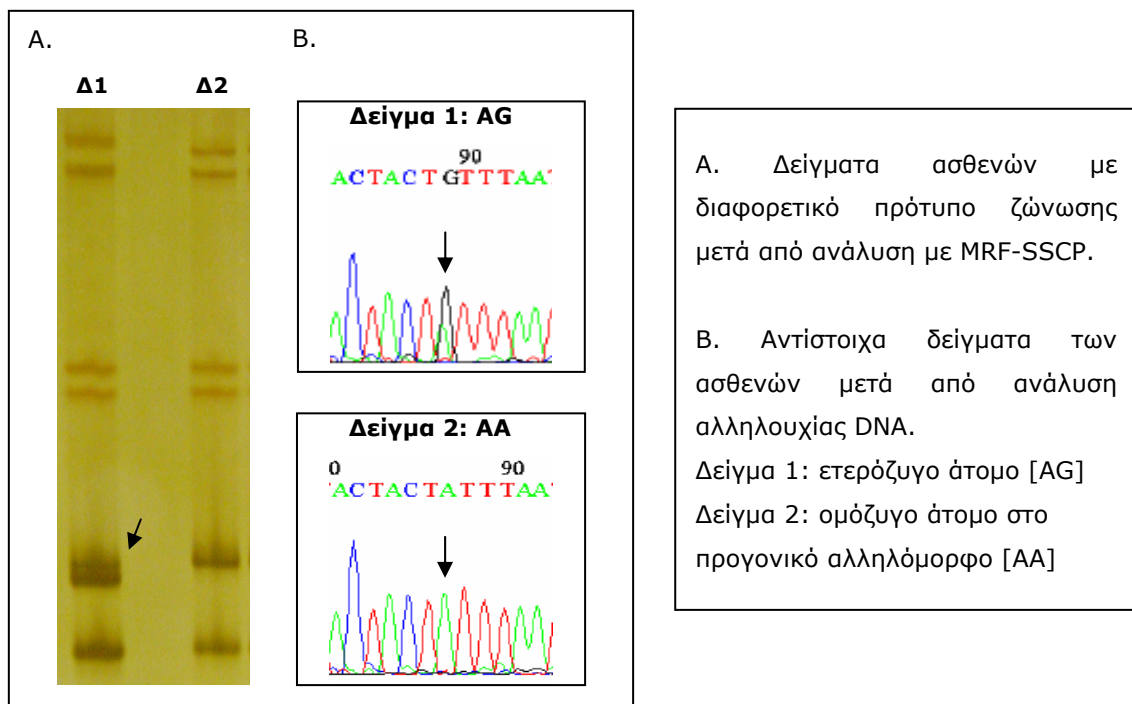 A.
B.
Δ1
Δ2
Δείγμα 1: AG
90
ACTACTGTTTAAT
Δείγμα 2: AA
0
90
ACTACTATTTAAT
A. Δείγματα ασθενών με
διαφορετικό πρότυπο ζώνωσης
μετά από ανάλυση με MRF-SSCP.
B. Αντίστοιχα δείγματα των
ασθενών μετά από ανάλυση
αλληλουχίας DNA.
Δείγμα 1: ετερόζυγο άτομο [AG]
Δείγμα 2: ομόζυγο άτομο στο
προγονικό αλληλόμορφο [AA]